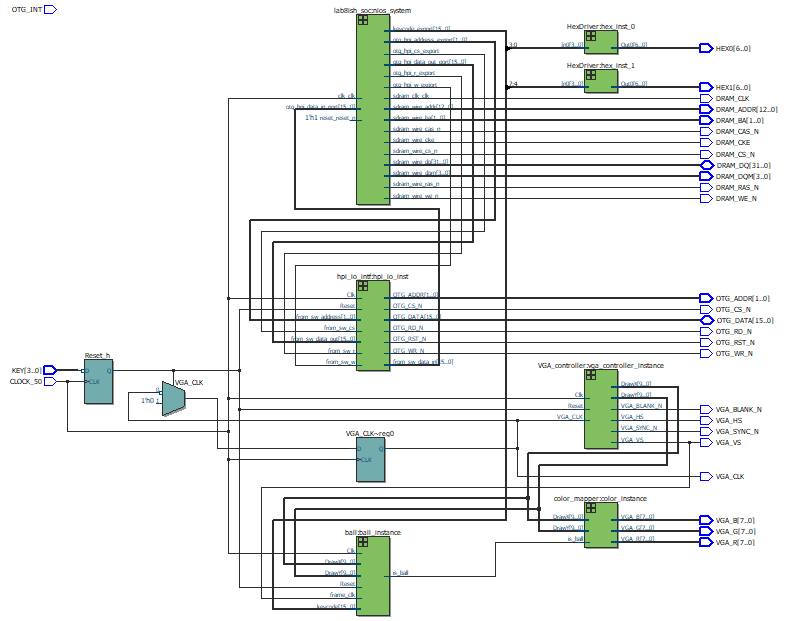 OTG_INT
lab8ish_soc:nios_system
keycode_export[15..0]
otg_hpi_address_export[1..0]
otg_hpi_cs_export
otg_hpi_data_out_port[15..0]
otg_hpi_r_export
otg_hpi_w_export
clk_clk
sdram_clk_clk
otg_hpi_data_in_port[15..0]
sdram_wire_addr[12..0]
1'h1 reset_reset_n
sdram_wire_ba[1..0]
sdram_wire_cas_n
sdram_wire_cke
sdram_wire_cs_n
sdram_wire_dq[31..0]
sdram_wire_dqm[3..0]
sdram_wire_ras_n
sdram_wire_we_n
HexDriver:hex_inst_0
3:0
In0[3..0]
Out0[6..0]
HEX0[6..0]
HexDriver:hex_inst_1
7:4
In0[3..0]
Out0[6..0]
HEX1[6..0]
DRAM_CLK
DRAM_ADDR[12..0]
DRAM_BA[1..0]
DRAM_CAS_N
DRAM_CKE
DRAM_CS_N
DRAM_DQ[31..0]
DRAM_DQM[3..0]
DRAM_RAS_N
DRAM_WE_N
hpi_io_intf:hpi_io_inst
Clk
Reset
from_sw_address[1..0]
from_sw_cs
from_sw_data_out[15..0]
from_sw_r
from_sw_w
OTG_ADDR[1..0]
OTG_CS_N
OTG_DATA[15..0]
OTG_RD_N
OTG_RST_N
OTG_WR_N
from_sw_data_in[15..0]
OTG_ADDR[1..0]
OTG_CS_N
OTG_DATA[15..0]
OTG_RD_N
OTG_RST_N
OTG_WR_N
Reset_h
KEY[3..0]
CLOCK_50
D
Q
CLK
VGA_CLK
0
1'h0 1
VGA_CLK~reg0
D
Q
CLK
VGA_controller:vga_controller_instance
Clk
Reset
VGA_CLK
DrawX[9..0]
DrawY[9..0]
VGA_BLANK_N
VGA_HS
VGA_SYNC_N
VGA_VS
VGA_BLANK_N
VGA_HS
VGA_SYNC_N
VGA_VS
VGA_CLK
color_mapper:color_instance
DrawX[9..0]
DrawY[9..0]
is_ball
VGA_B[7..0]
VGA_G[7..0]
VGA_R[7..0]
VGA_B[7..0]
VGA_G[7..0]
VGA_R[7..0]
ball:ball_instance
Clk
DrawX[9..0]
DrawY[9..0]
Reset
frame_clk
keycode[15..0]
is_ball